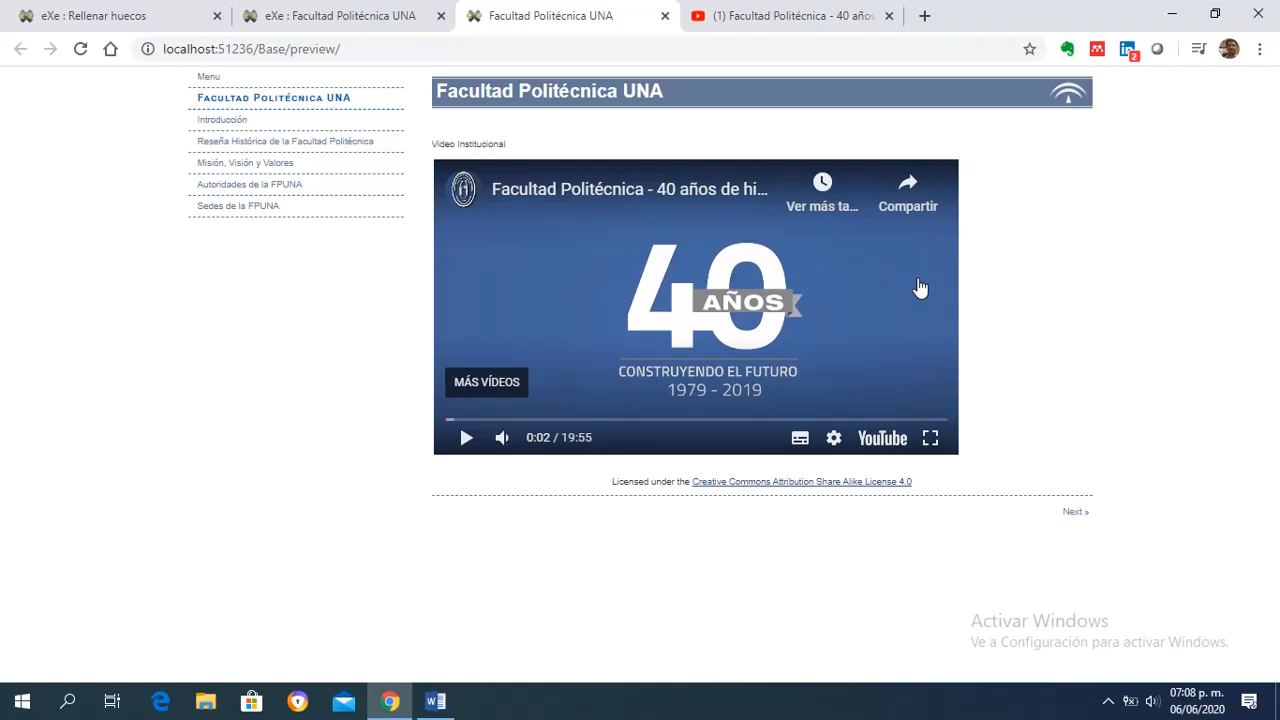 eXe : Rellenar huecos
eXe : Facultad Politécnica UNA
Facultad Politécnica UNA
(1) Facultad Politécnica - 40 años
localhost:51236/Base/preview/
2
Menu
Facultad Politécnica UNA
Introducción
Reseña Histórica de la Facultad Politécnica
Misión, Visión y Valores
Autoridades de la FPUNA
Sedes de la FPUNA
Facultad Politécnica UNA
Video Institucional
Facultad Politécnica - 40 años de hi...
Ver más ta...
Compartir
40
AÑOS
CONSTRUYENDO EL FUTURO
1979 - 2019
MÁS VÍDEOS
0:02 / 19:55
YouTube
Licensed under the Creative Commons Attribution Share Alike License 4.0
Next »
Activar Windows
Ve a Configuración para activar Windows.
07:08 p. m.
06/06/2020